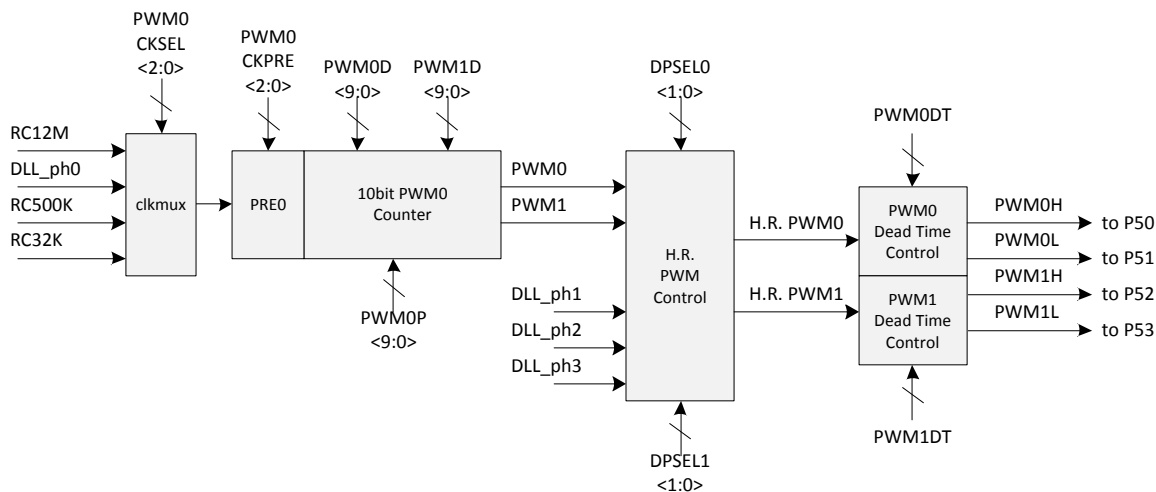 PWM0
CKSEL
<2:0>
PWM0
CKPRE
<2:0>
PWM0D
<9:0>
PWM1D
<9:0>
DPSEL0
<1:0>
PWM0DT
RC12M
DLL_ph0
RC500K
RC32K
clkmux
PRE0
10bit PWM0
Counter
PWM0
PWM1
PWM0P
<9:0>
DLL_ph1
DLL_ph2
DLL_ph3
H.R.
PWM
Control
DPSEL1
<1:0>
H.R. PWM0
H.R. PWM1
PWM0
Dead Time
Control
PWM1
Dead Time
Control
PWM1DT
PWM0H
to P50
PWM0L
to P51
PWM1H
to P52
PWM1L
to P53